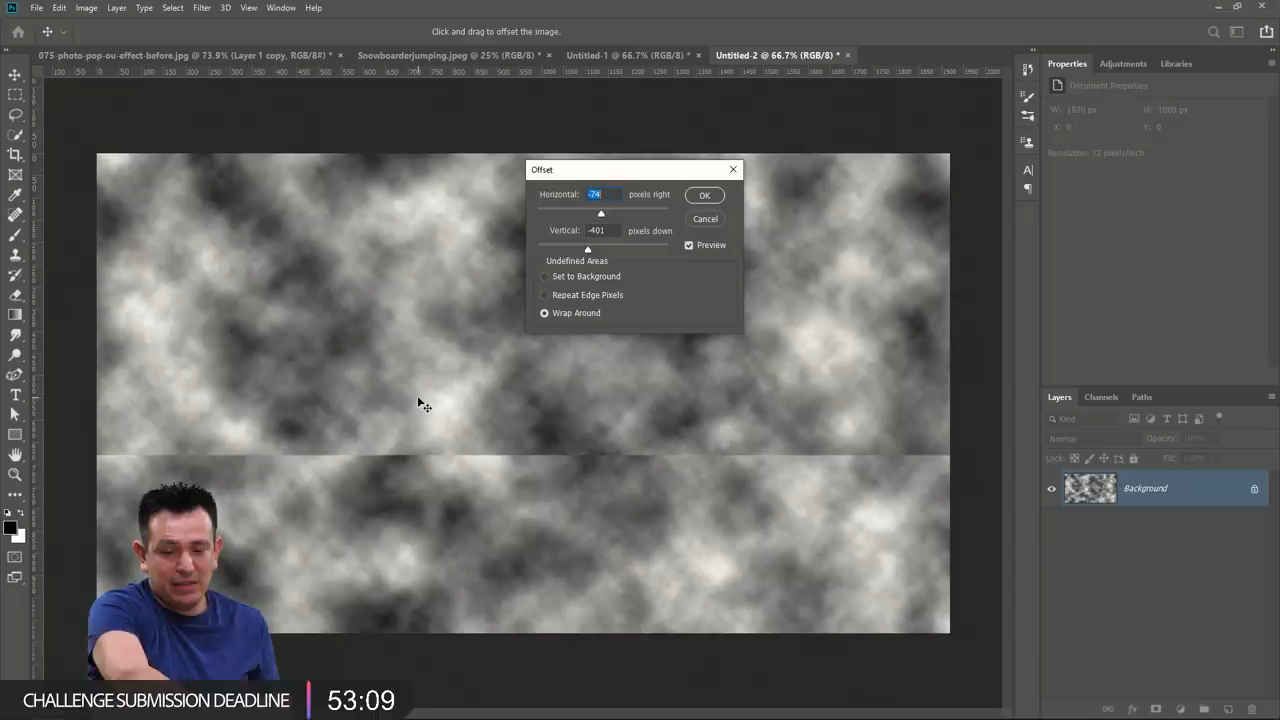 Ps File Edit Image Layer Type Select Filter 3D View Window Help
Click and drag to offset the image.
075-photo-pop-ou-effect-before.jpg @ 73.9% (Layer 1 copy, RGB/8#) * × Snowboarderjumping.jpeg @ 25% (RGB/8) * × Untitled-1 @ 66.7% (RGB/8) * × Untitled-2 @ 66.7% (RGB/8) * ×
Properties Adjustments Libraries
Document Properties
W: 1920 px H: 1080 px
X: 0 Y: 0
Resolution: 72 pixels/inch
Offset
Horizontal: -74 pixels right OK
Cancel
Vertical: -401 pixels down
Preview
Undefined Areas
Set to Background
Repeat Edge Pixels
Wrap Around
Layers Channels Paths
Kind
Normal Opacity: 100%
Lock: Fill: 100%
Background
CHALLENGE SUBMISSION DEADLINE 53:09